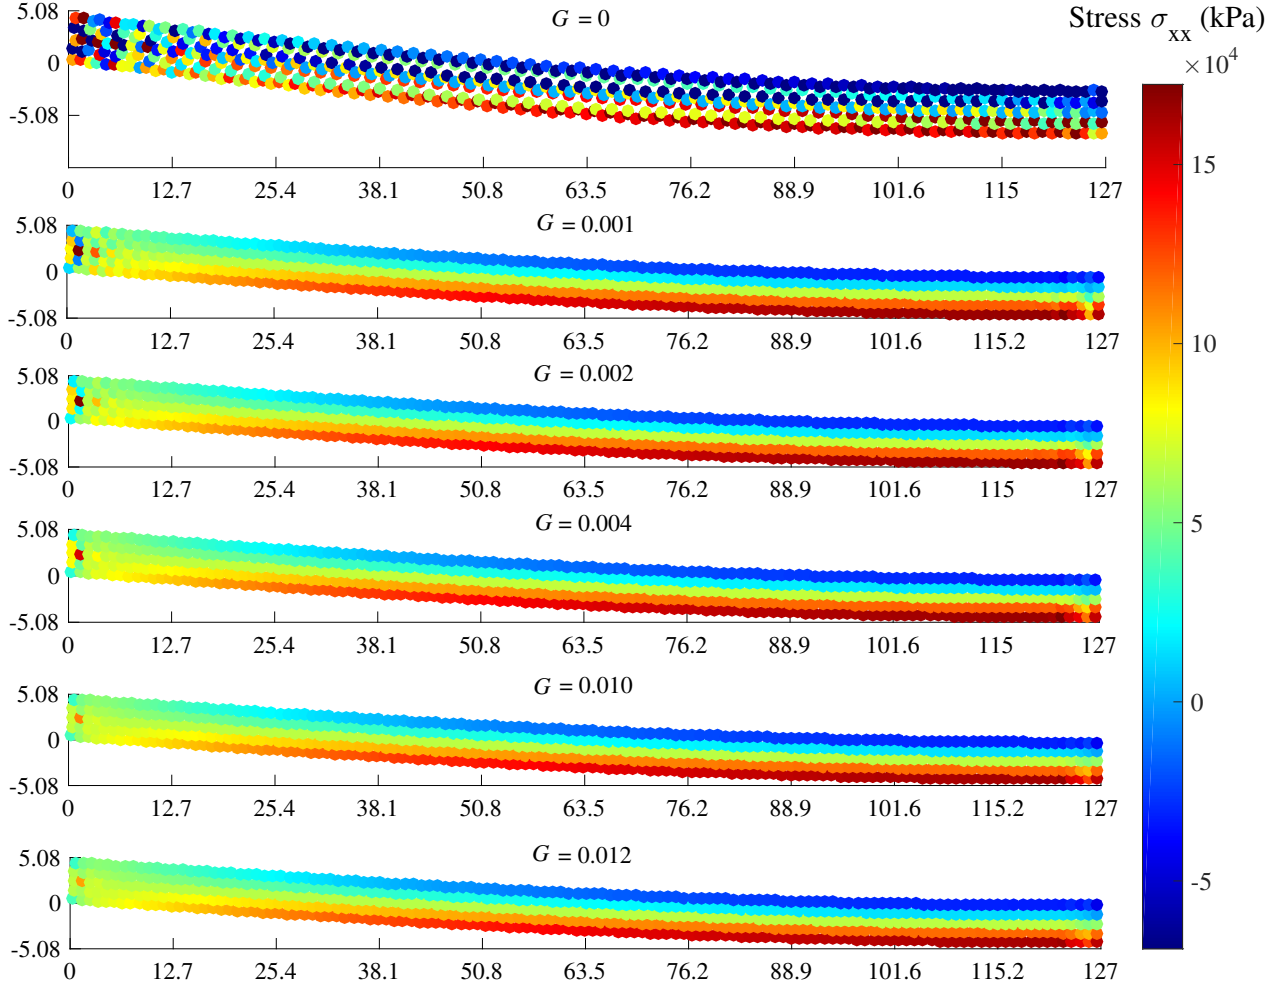 Stress σxx (kPa)
×10⁴
15
10
5
0
-5
G = 0
5.08
0
-5.08
0 12.7 25.4 38.1 50.8 63.5 76.2 88.9 101.6 115 127
G = 0.001
5.08
0
-5.08
0 12.7 25.4 38.1 50.8 63.5 76.2 88.9 101.6 115.2 127
G = 0.002
5.08
0
-5.08
0 12.7 25.4 38.1 50.8 63.5 76.2 88.9 101.6 115 127
G = 0.004
5.08
0
-5.08
0 12.7 25.4 38.1 50.8 63.5 76.2 88.9 101.6 115 127
G = 0.010
5.08
0
-5.08
0 12.7 25.4 38.1 50.8 63.5 76.2 88.9 101.6 115.2 127
G = 0.012
5.08
0
-5.08
0 12.7 25.4 38.1 50.8 63.5 76.2 88.9 101.6 115.2 127